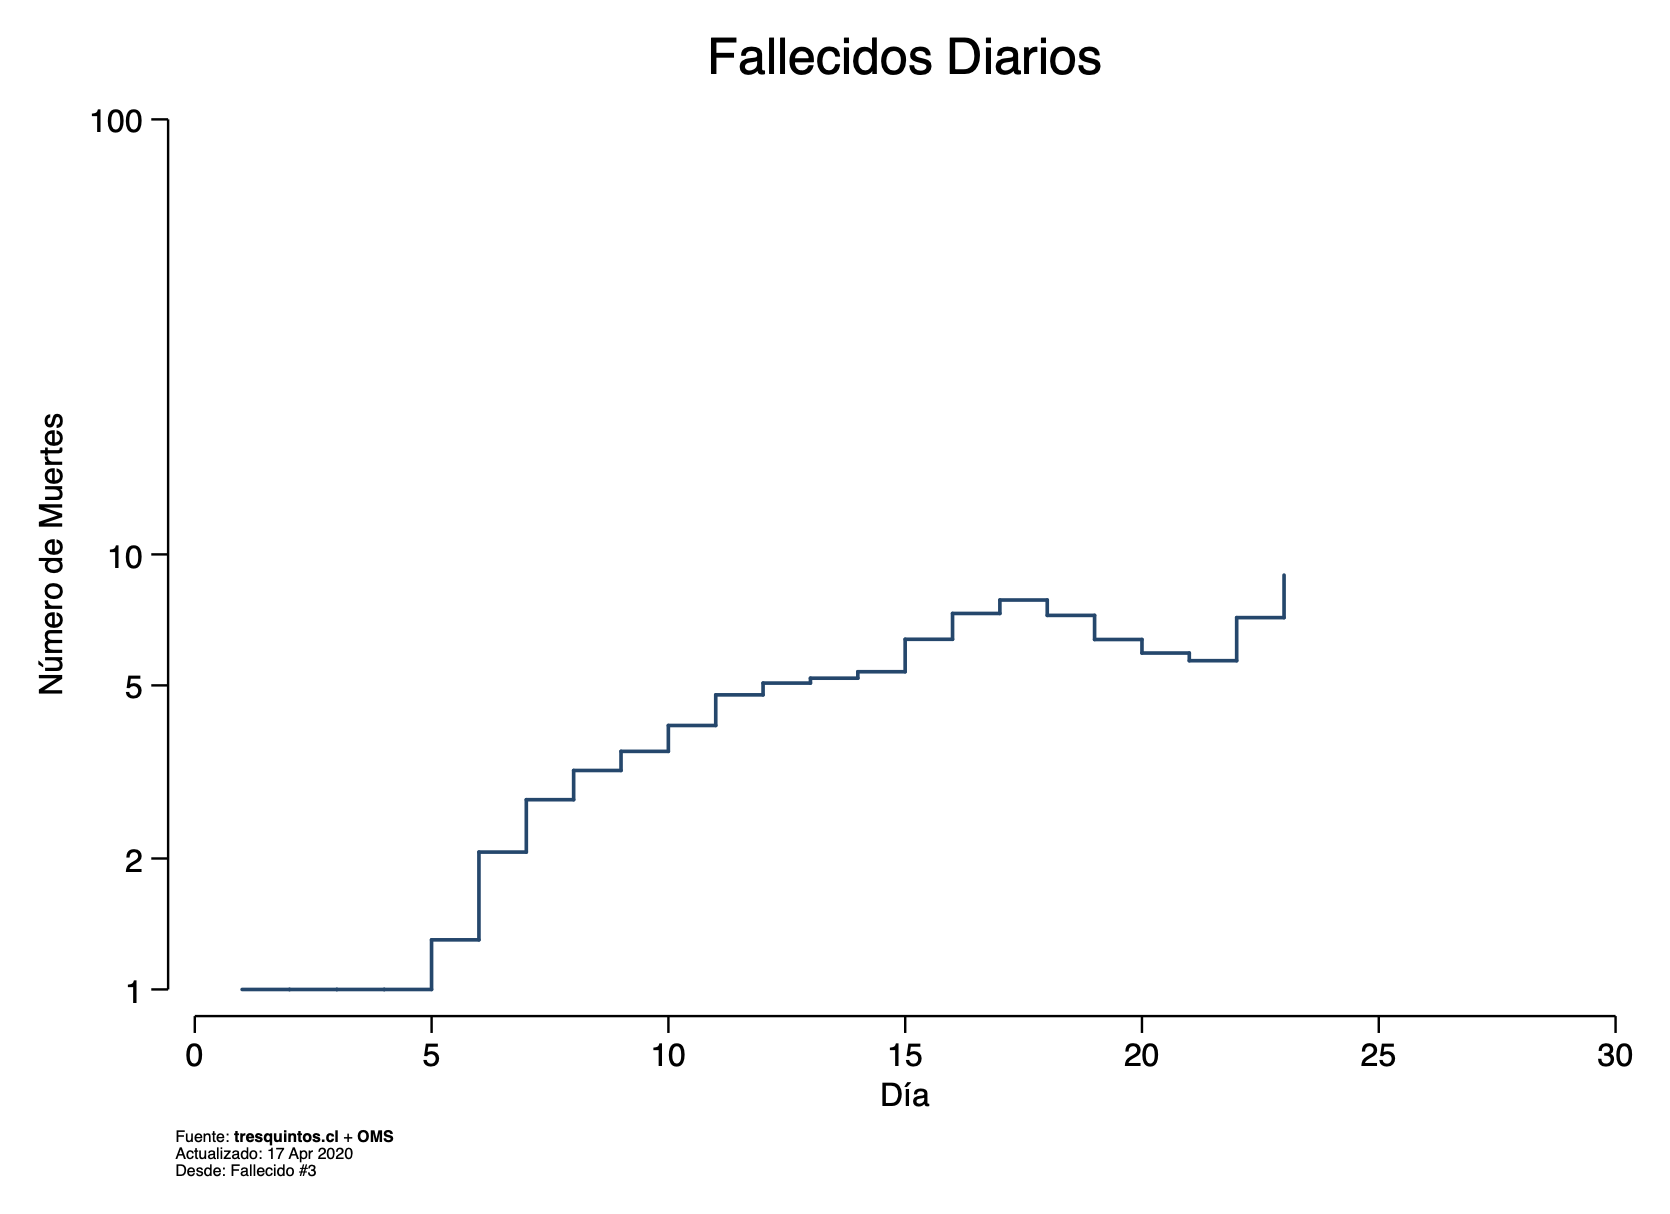 Fallecidos Diarios
Número de Muertes
100
10
5
2
1
0 5 10 15 20 25 30
Día
Fuente: tresquintos.cl + OMS
Actualizado: 17 Apr 2020
Desde: Fallecido #3